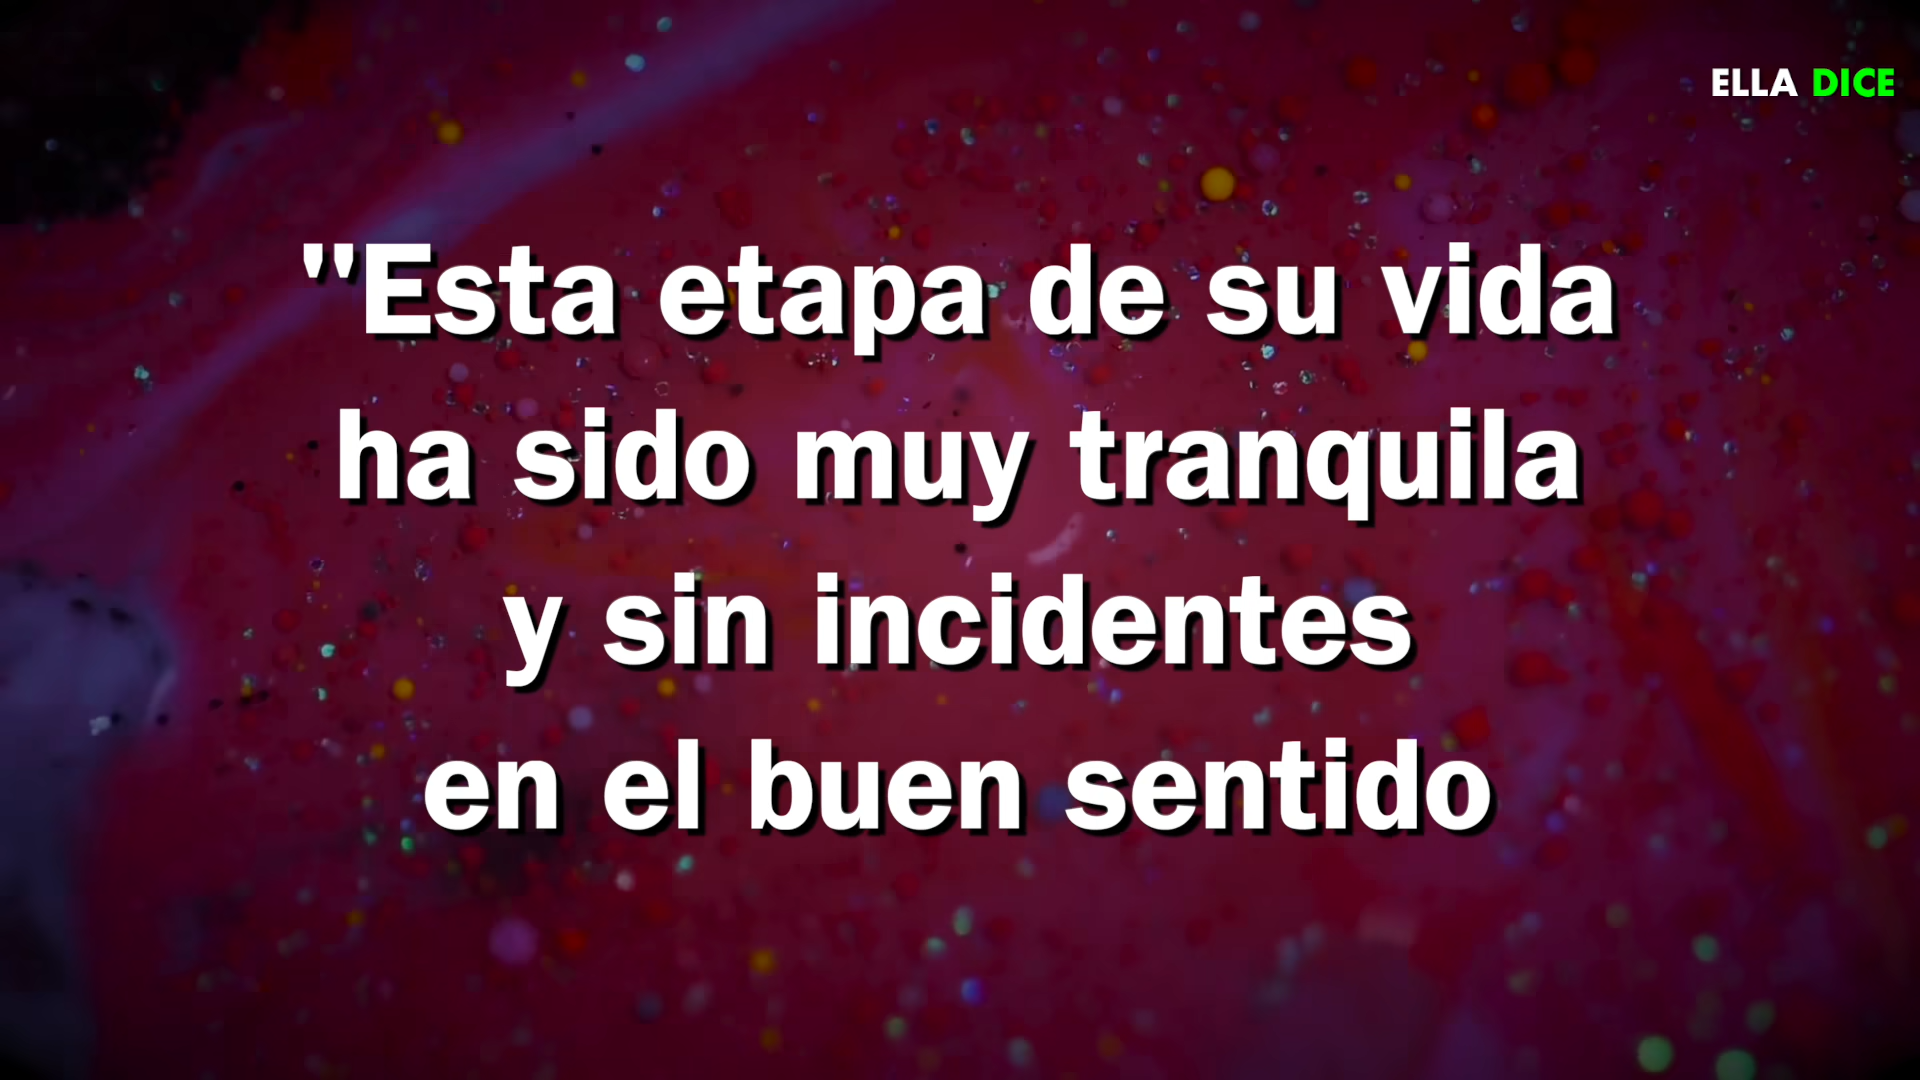 ELLA DICE
"Esta etapa de su vida
ha sido muy tranquila
y sin incidentes
en el buen sentido